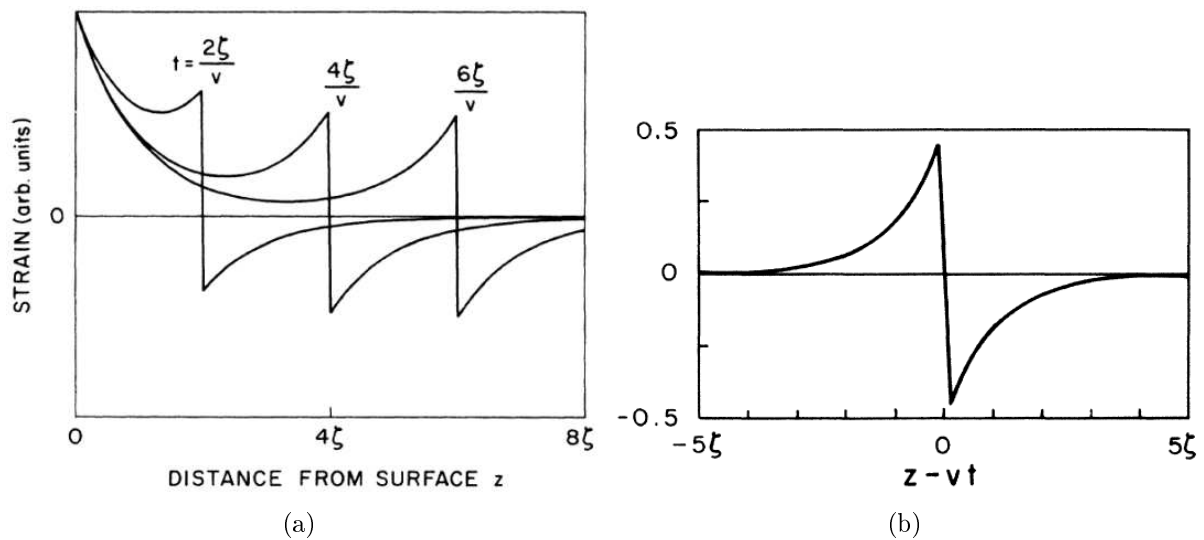 STRAIN (arb. units)
0
t = 2ζ/v
4ζ/v
6ζ/v
0
4ζ
8ζ
DISTANCE FROM SURFACE z
(a)
0.5
0
-0.5
-5ζ
0
5ζ
z-vt
(b)